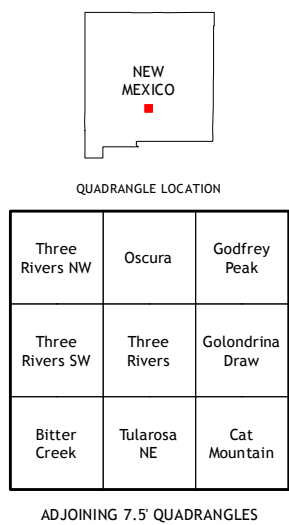 NEW
MEXICO
QUADRANGLE LOCATION
Three
Rivers NW
Oscura
Godfrey
Peak
Three
Rivers SW
Three
Rivers
Golondrina
Draw
Bitter
Creek
Tularosa
NE
Cat
Mountain
ADJOINING 7.5' QUADRANGLES